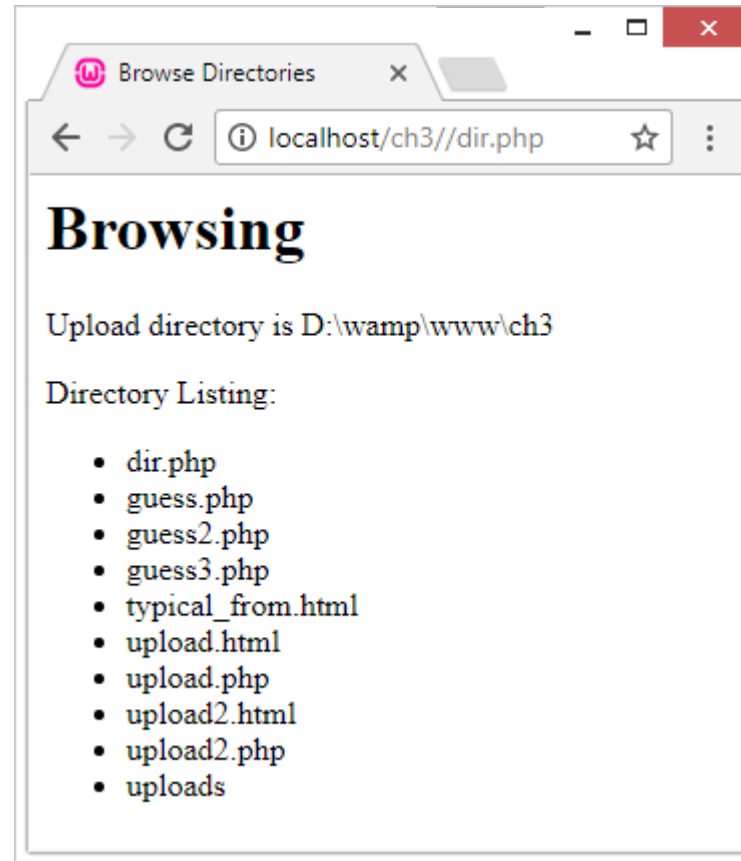 Browse Directories
localhost/ch3//dir.php
Browsing
Upload directory is D:\wamp\www\ch3
Directory Listing:
dir.php
guess.php
guess2.php
guess3.php
typical_from.html
upload.html
upload.php
upload2.html
upload2.php
uploads